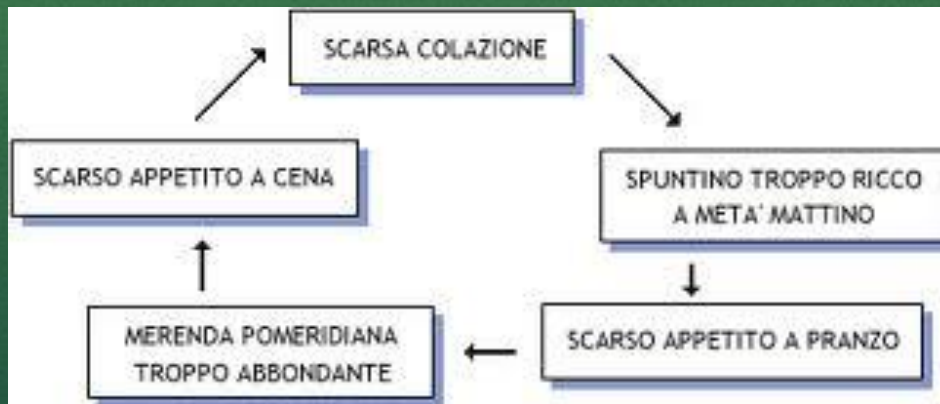 SCARSA COLAZIONE
SPUNTINO TROPPO RICCO
A META' MATTINO
SCARSO APPETITO A PRANZO
MERENDA POMERIDIANA
TROPPO ABBONDANTE
SCARSO APPETITO A CENA